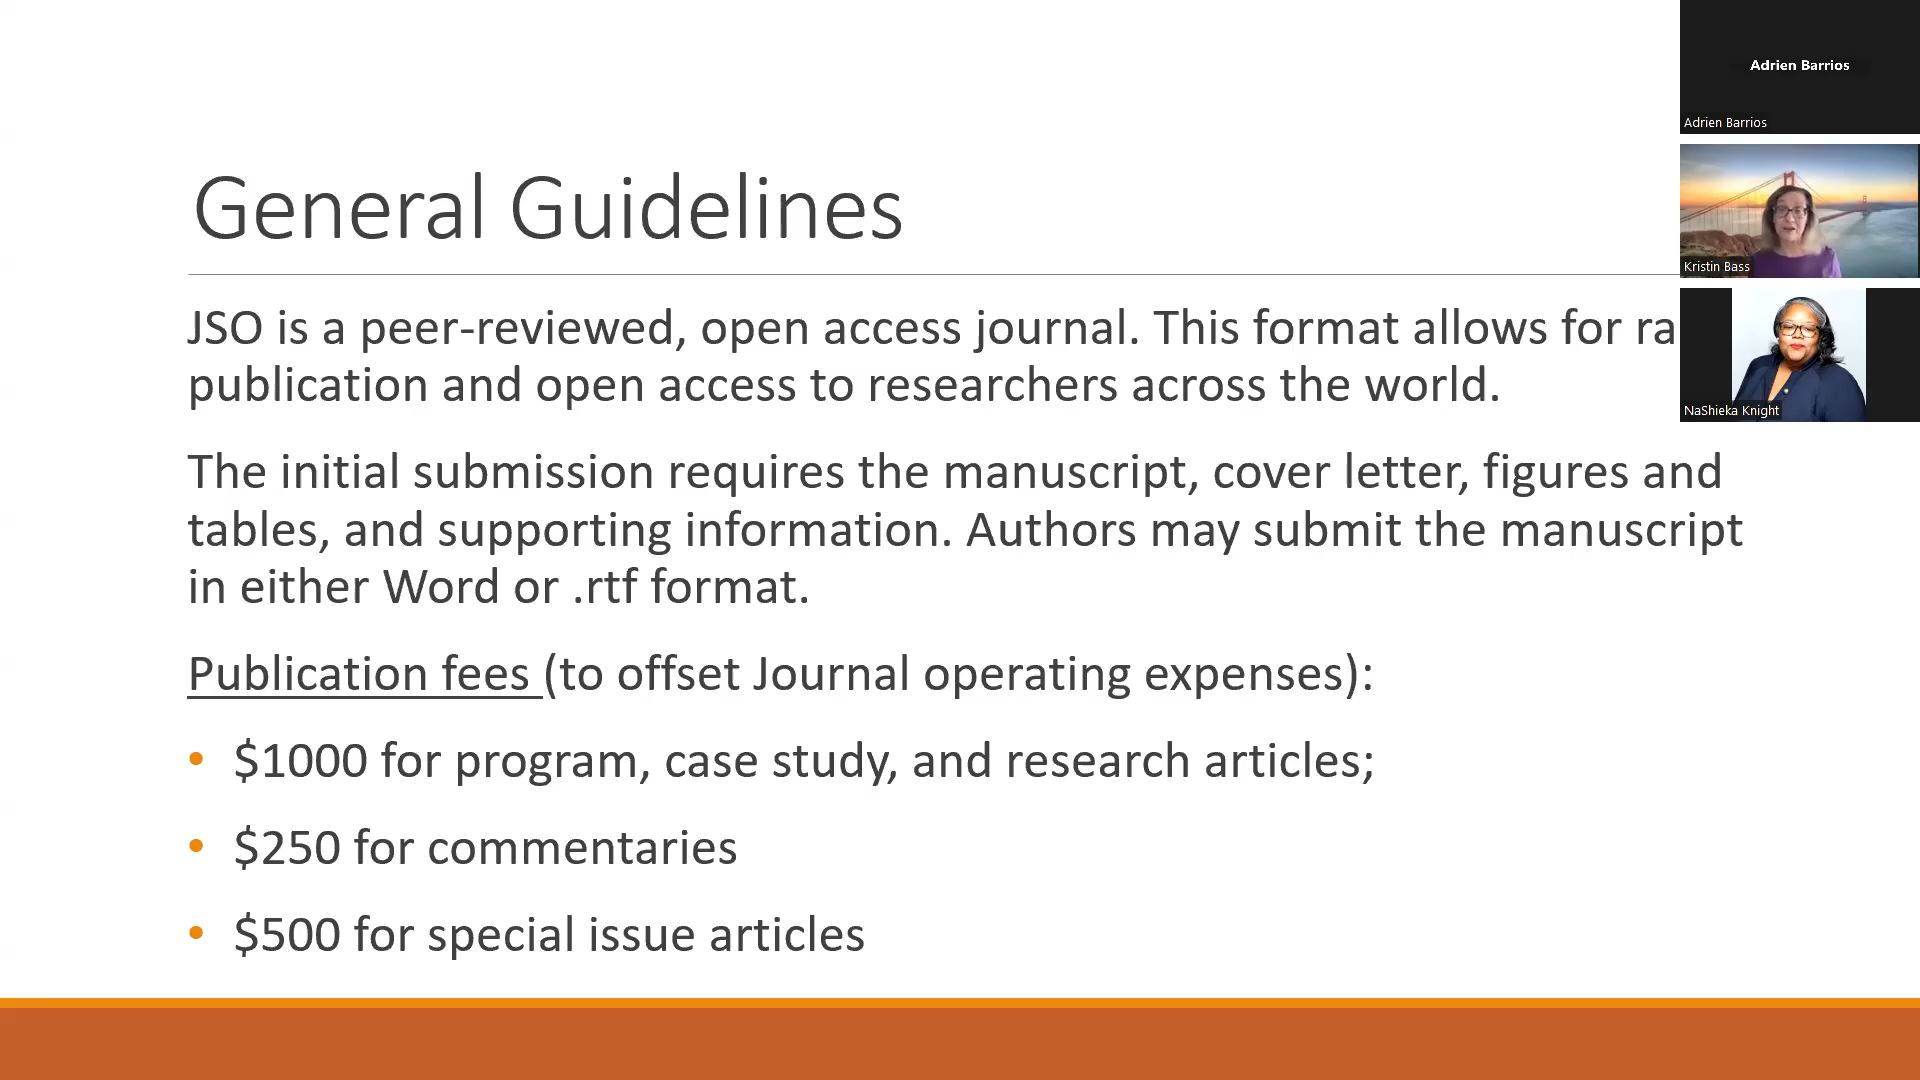 General Guidelines
JSO is a peer-reviewed, open access journal. This format allows for ra
publication and open access to researchers across the world.
The initial submission requires the manuscript, cover letter, figures and
tables, and supporting information. Authors may submit the manuscript
in either Word or .rtf format.
Publication fees (to offset Journal operating expenses):
• $1000 for program, case study, and research articles;
• $250 for commentaries
• $500 for special issue articles
Adrien Barrios
Adrien Barrios
Kristin Bass
NaShieka Knight